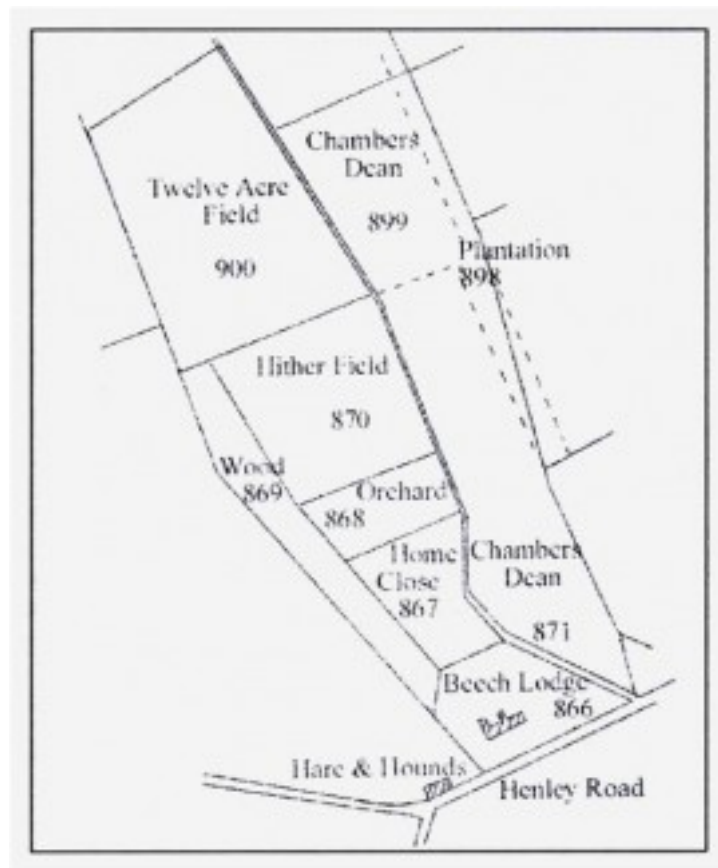 Chambers
Dean
899
Twelve Acre
Field
900
Plantation
898
Hither Field
870
Wood
869
Orchard
868
Home
Close
867
Chambers
Dean
871
Beech Lodge
866
Hare & Hounds
Henley Road